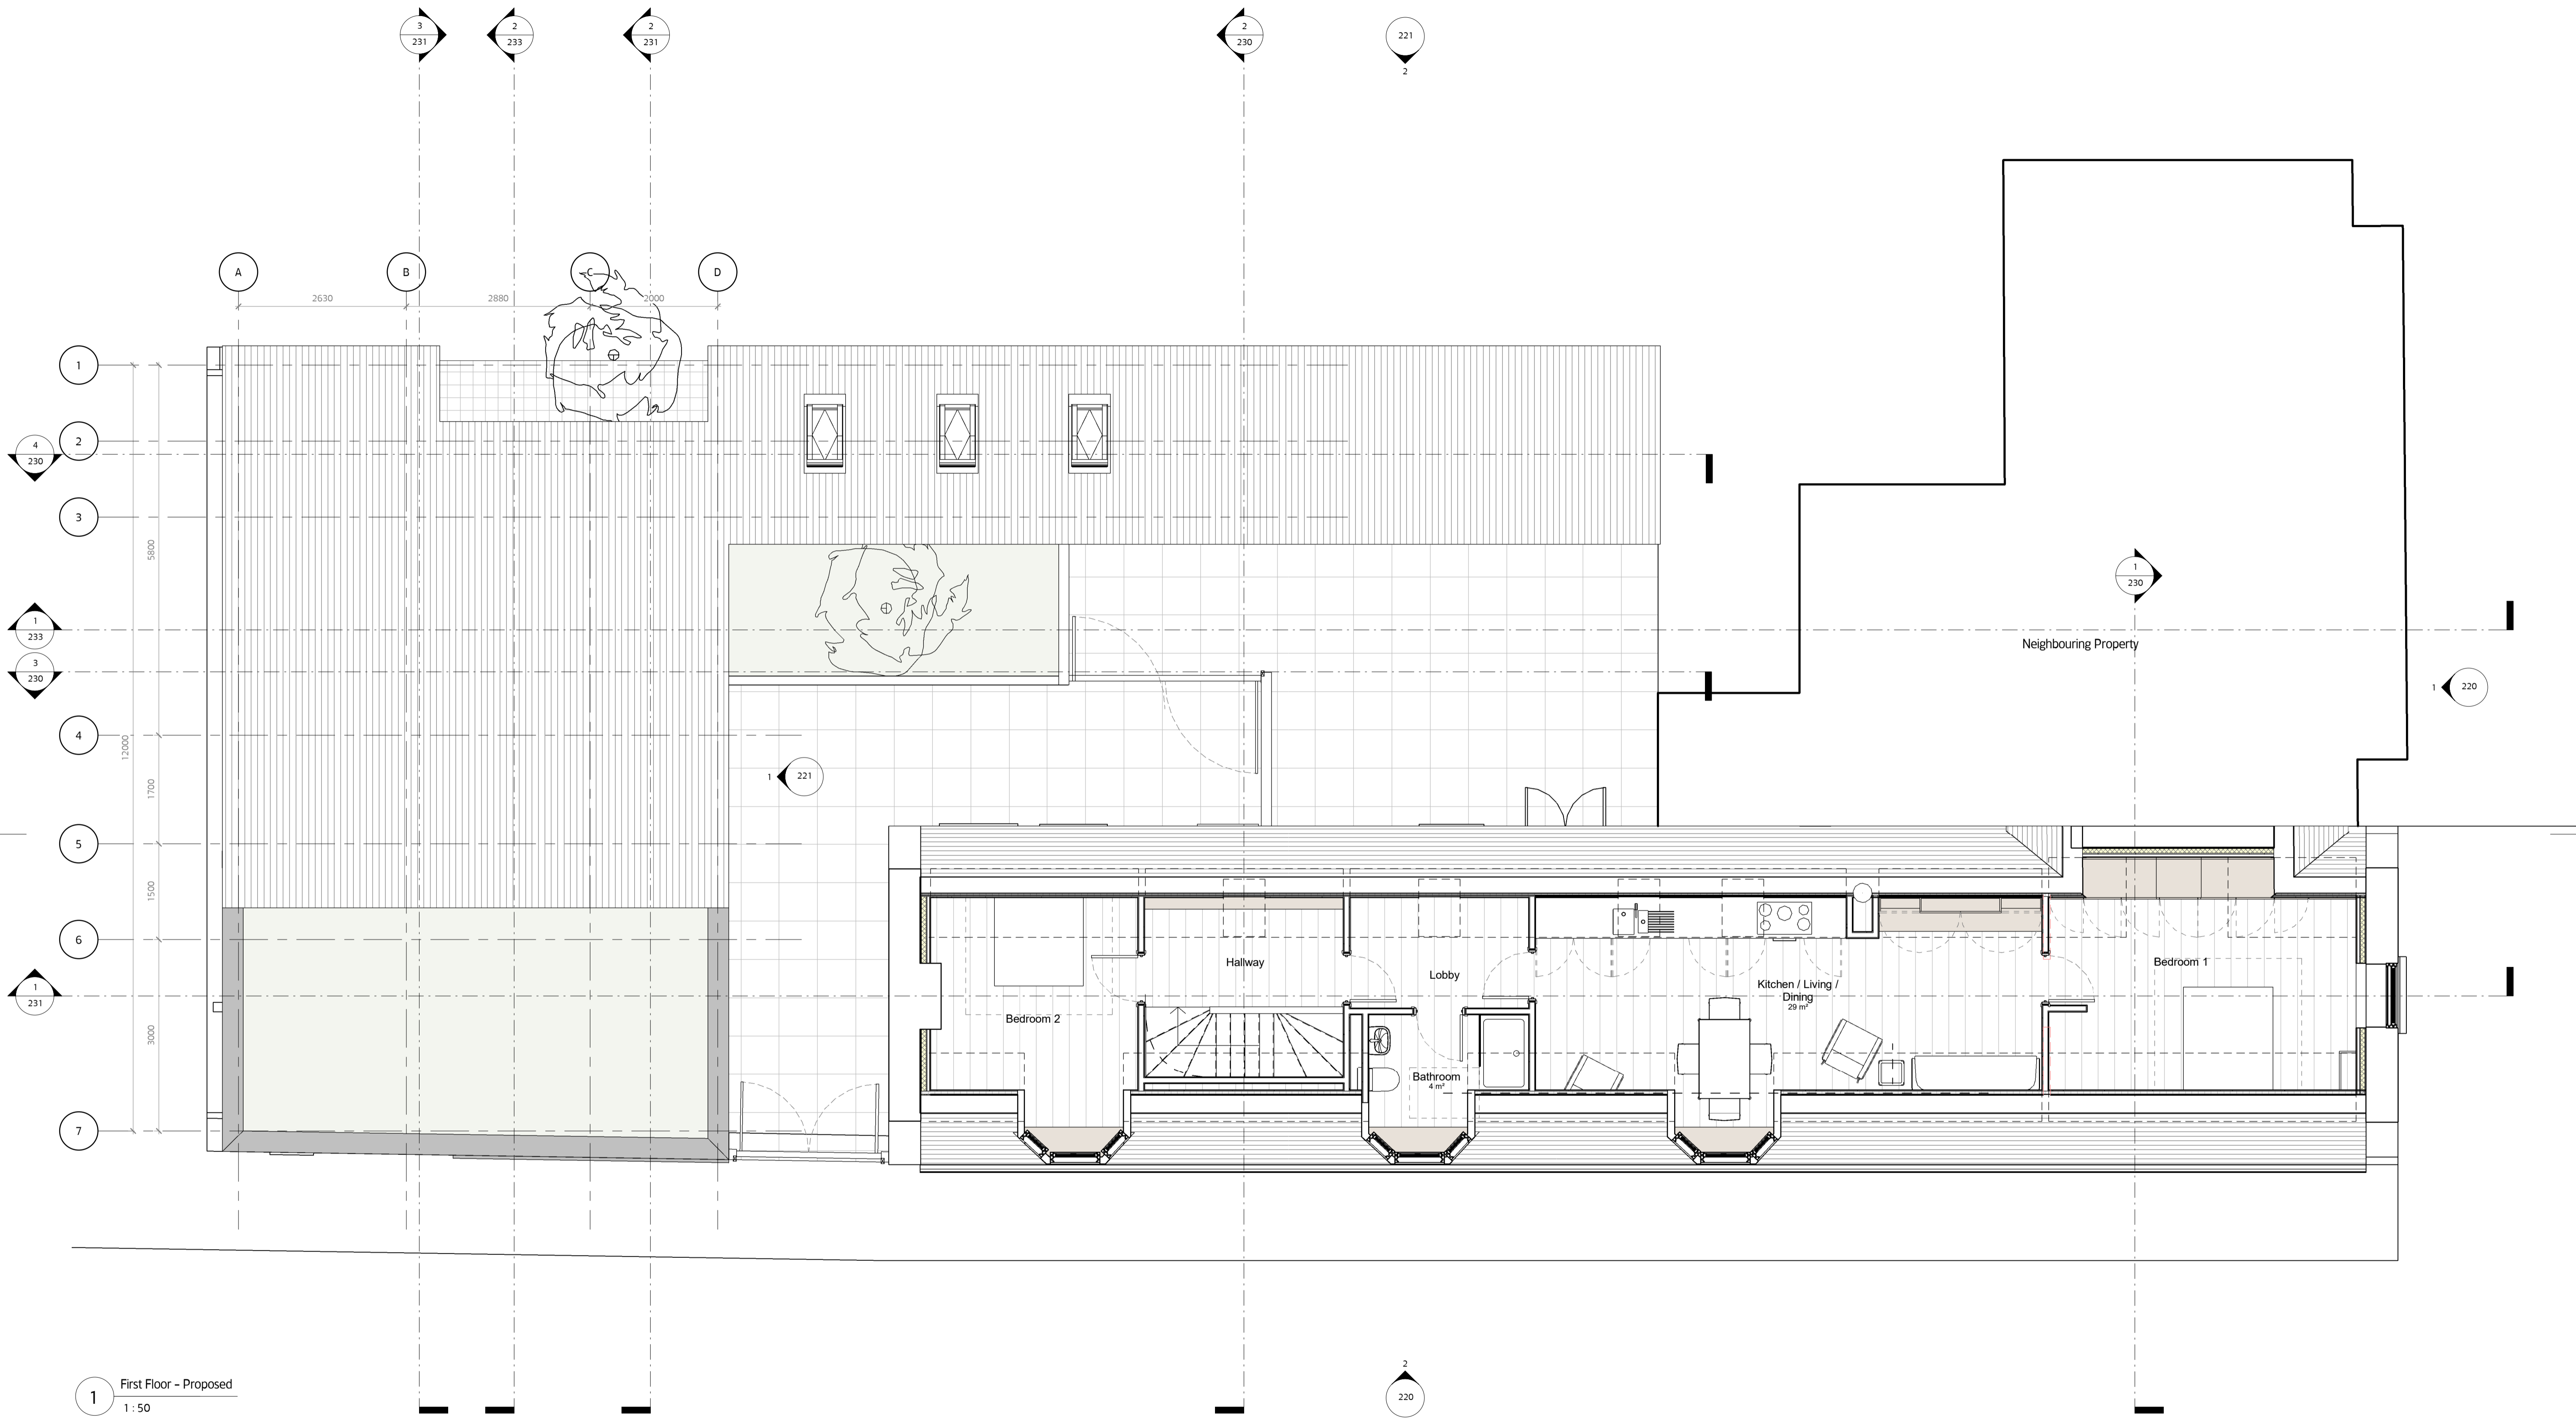 3
231
2
233
2
231
2
230
221
2
A
B
C
D
2630
2880
2000
1
2
4
230
3
5800
1
230
1
233
Neighbouring Property
3
230
1
220
4
12000
1
221
1700
5
1500
6
Hallway
Bedroom 1
Lobby
Kitchen / Living /
Dining
29 m²
1
231
Bedroom 2
3000
Bathroom
4 m²
7
2
220
1
First Floor - Proposed
1 : 50